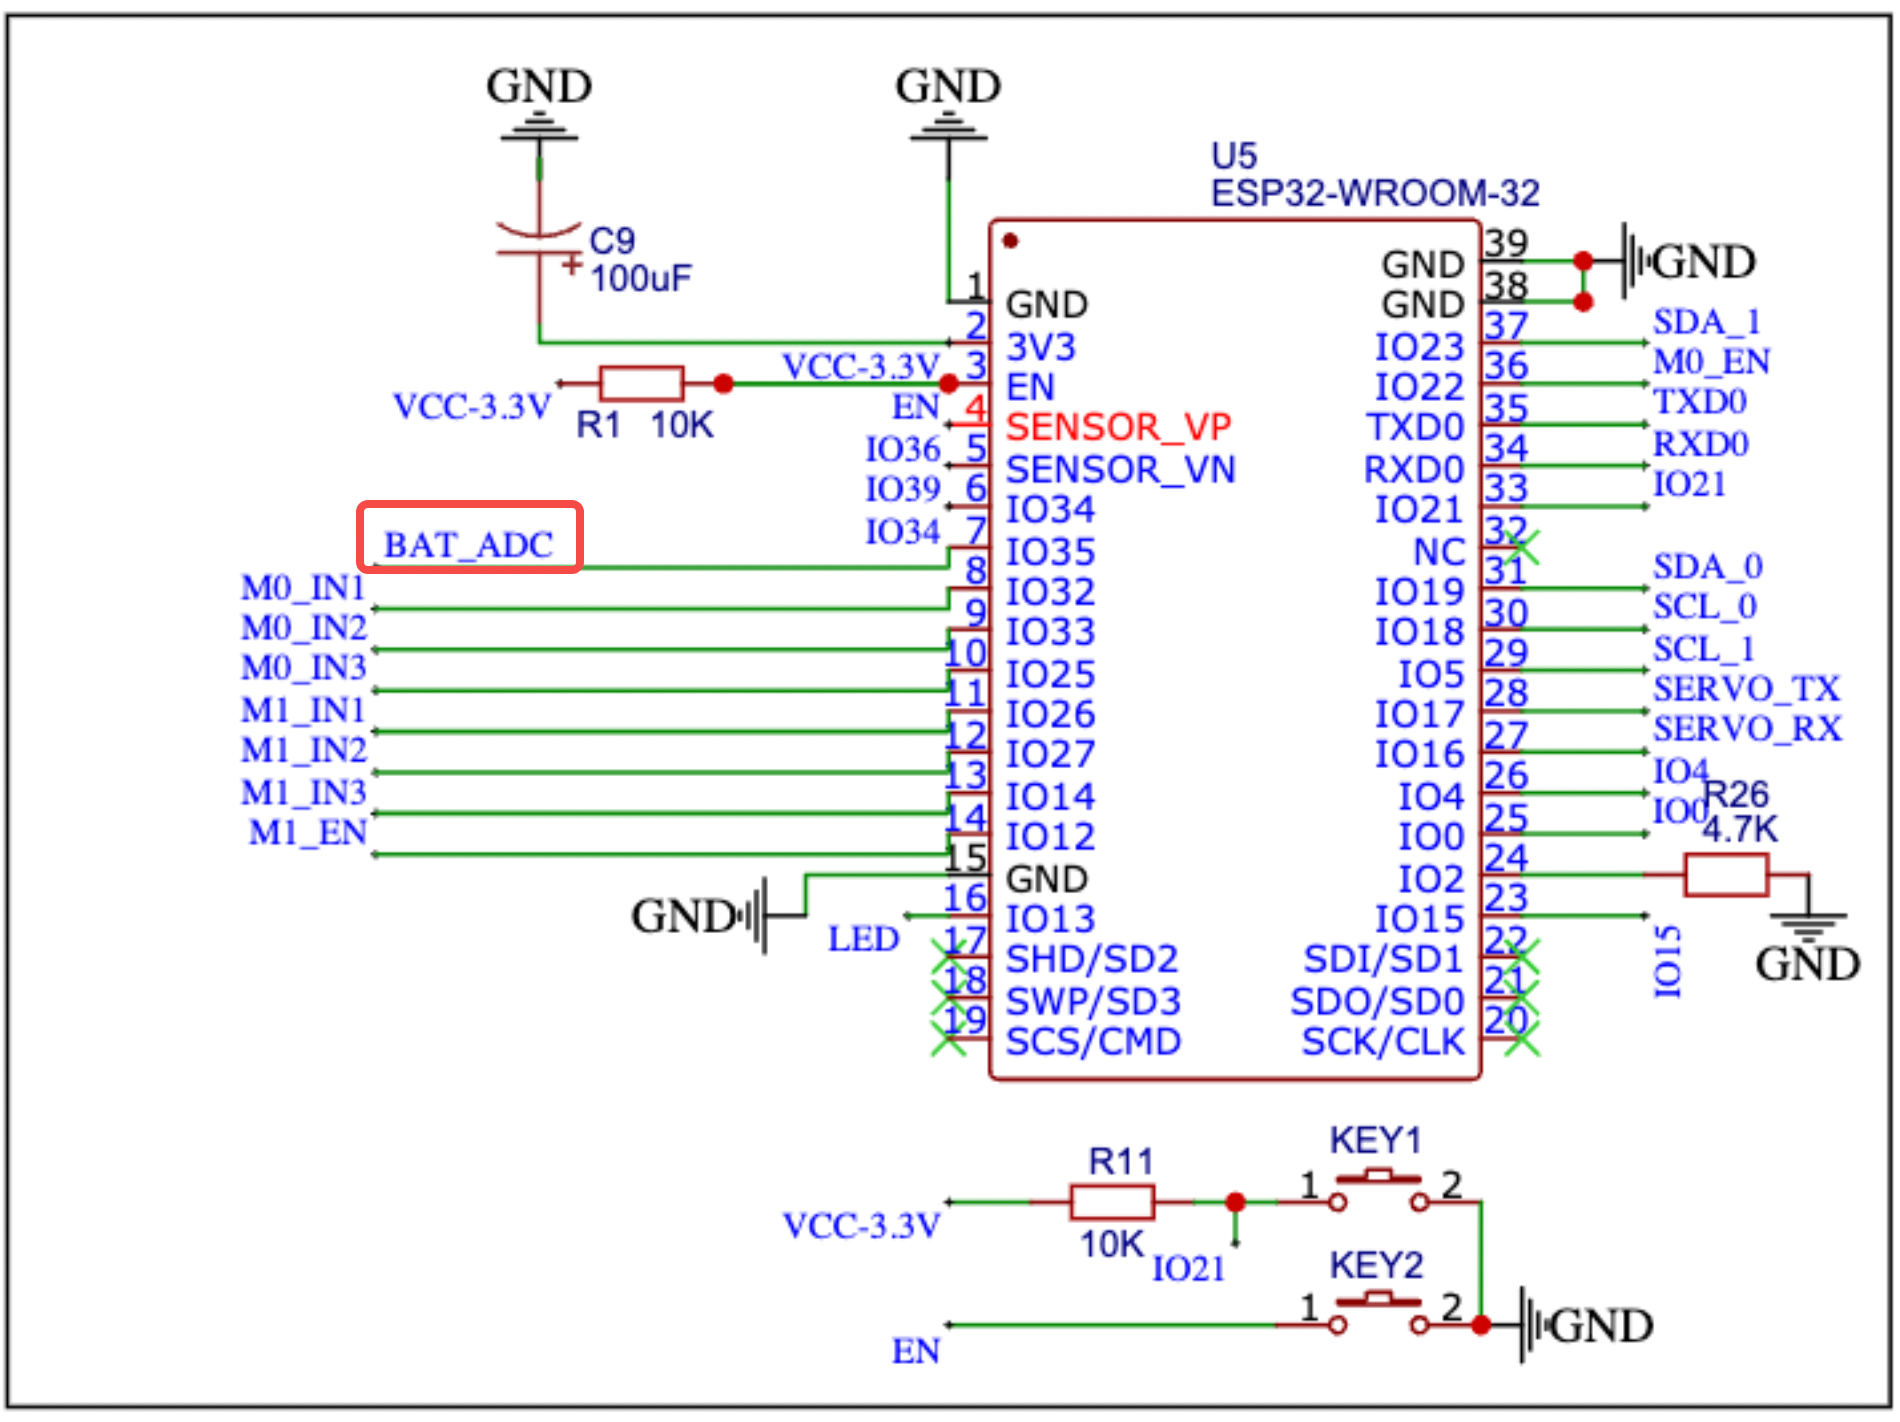 GND
GND
U5
ESP32-WROOM-32
C9
100uF
VCC-3.3V
R1 10K
VCC-3.3V
EN
IO36
IO39
IO34
BAT_ADC
M0_IN1
M0_IN2
M0_IN3
M1_IN1
M1_IN2
M1_IN3
M1_EN
GND
LED
1 GND
2 3V3
3 EN
4 SENSOR_VP
5 SENSOR_VN
6 IO34
7 IO35
8 IO32
9 IO33
10 IO25
11 IO26
12 IO27
13 IO14
14 IO12
15 GND
16 IO13
17 SHD/SD2
18 SWP/SD3
19 SCS/CMD
GND 39
GND 38
IO23 37
IO22 36
TXD0 35
RXD0 34
IO21 33
NC 32
IO19 31
IO18 30
IO5 29
IO17 28
IO16 27
IO4 26
IO0 25
IO2 24
IO15 23
SDI/SD1 22
SDO/SD0 21
SCK/CLK 20
GND
SDA_1
M0_EN
TXD0
RXD0
IO21
SDA_0
SCL_0
SCL_1
SERVO_TX
SERVO_RX
IO4
IO0
R26
4.7K
IO15
GND
R11
10K
VCC-3.3V
IO21
KEY1
1 2
KEY2
1 2
EN
GND